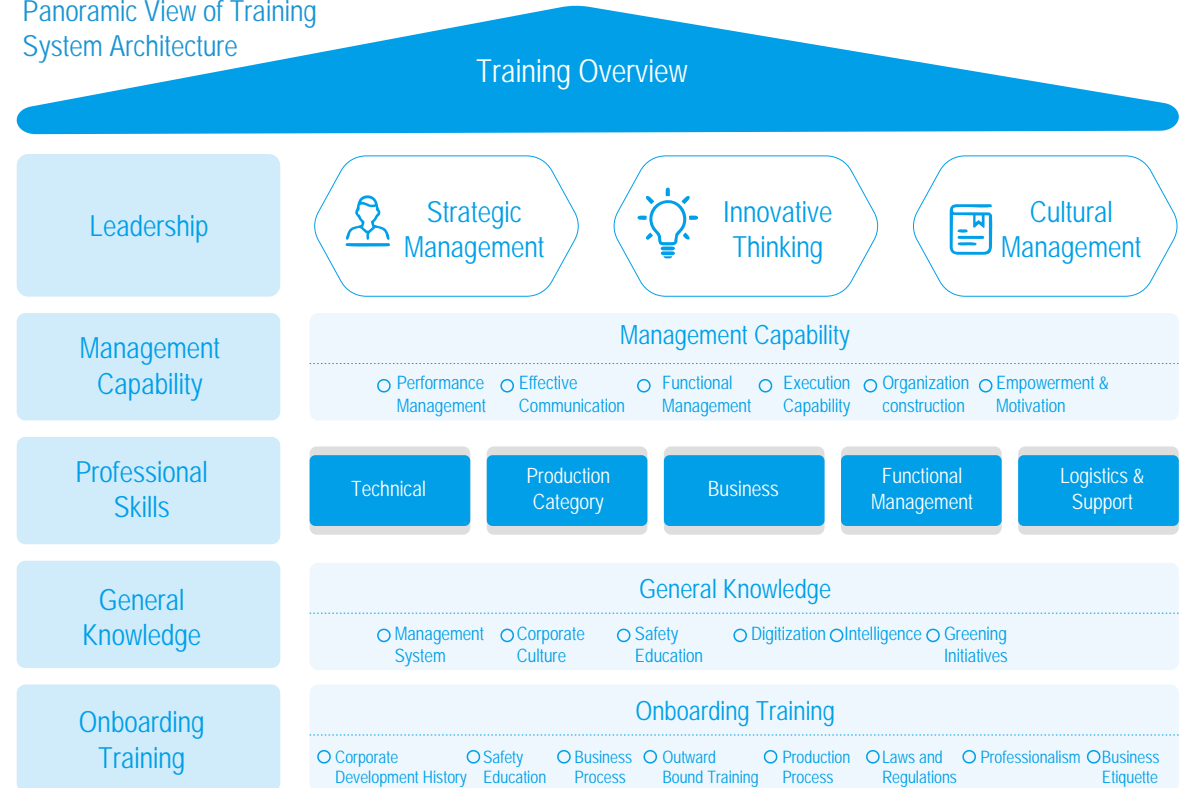 Panoramic View of Training
System Architecture
Training Overview
Leadership
Strategic
Management
Innovative
Thinking
Cultural
Management
Management
Capability
Management Capability
Performance
Management
Effective
Communication
Functional
Management
Execution
Capability
Organization
construction
Empowerment &
Motivation
Professional
Skills
Technical
Production
Category
Business
Functional
Management
Logistics &
Support
General
Knowledge
General Knowledge
Management
System
Corporate
Culture
Safety
Education
Digitization
Intelligence
Greening
Initiatives
Onboarding
Training
Onboarding Training
Corporate
Development History
Safety
Education
Business
Process
Outward
Bound Training
Production
Process
Laws and
Regulations
Professionalism
Business
Etiquette